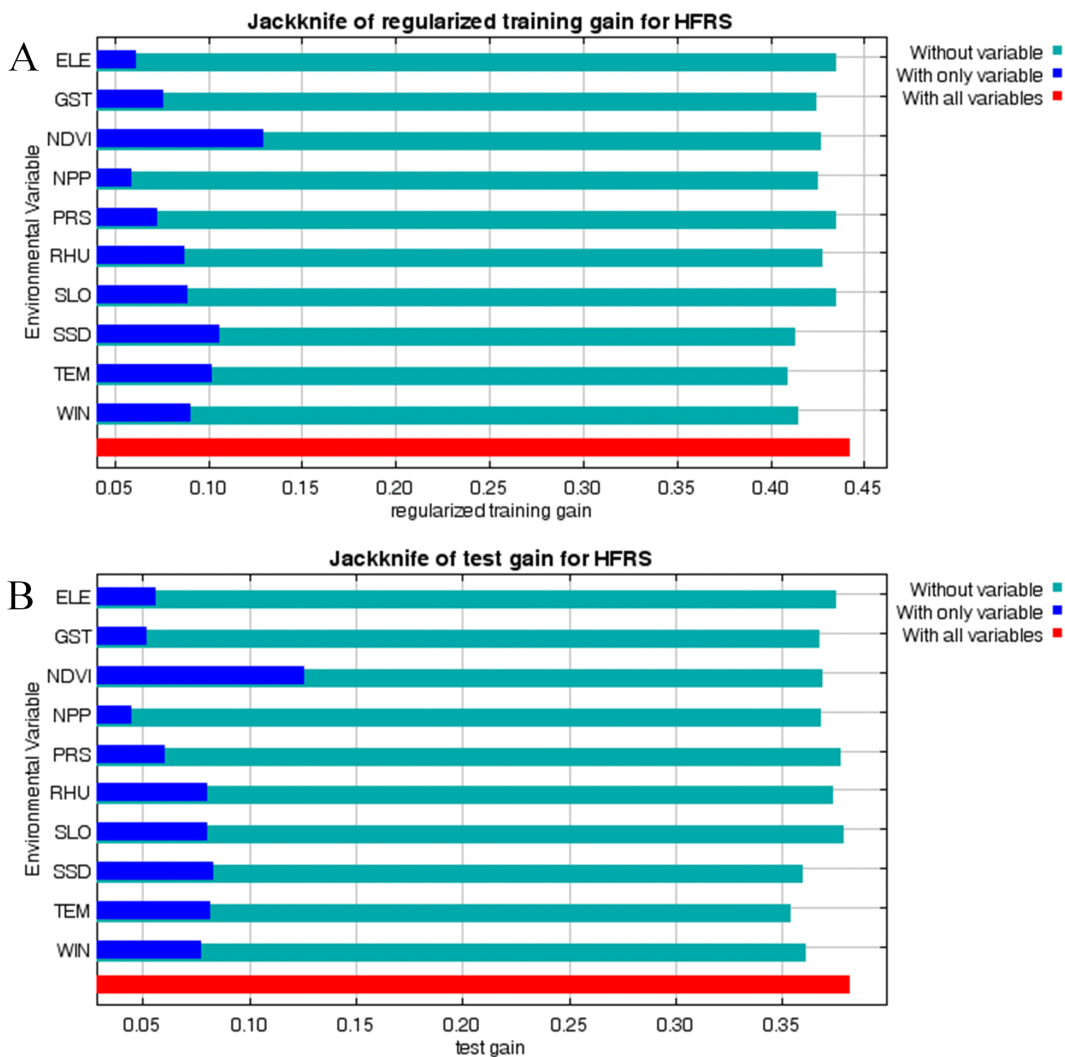 Jackknife of regularized training gain for HFRS
A
Environmental Variable
ELE
GST
NDVI
NPP
PRS
RHU
SLO
SSD
TEM
WIN
Without variable
With only variable
With all variables
0.05 0.10 0.15 0.20 0.25 0.30 0.35 0.40 0.45
regularized training gain
Jackknife of test gain for HFRS
B
Environmental Variable
ELE
GST
NDVI
NPP
PRS
RHU
SLO
SSD
TEM
WIN
Without variable
With only variable
With all variables
0.05 0.10 0.15 0.20 0.25 0.30 0.35
test gain